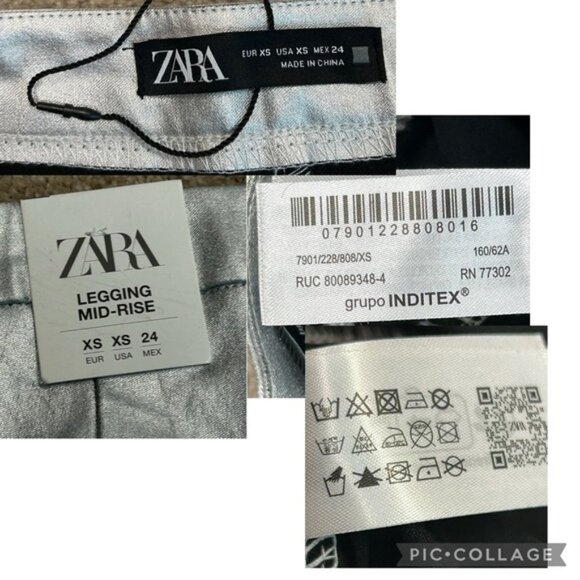 ZARA
EUR XS USA XS MEX 24
MADE IN CHINA
ZARA
LEGGING
MID-RISE
XS XS 24
EUR USA MEX
07901228808016
7901/228/808/XS 160/62A
RUC 80089348-4 RN 77302
grupo INDITEX®
ZARA
PIC•COLLAGE